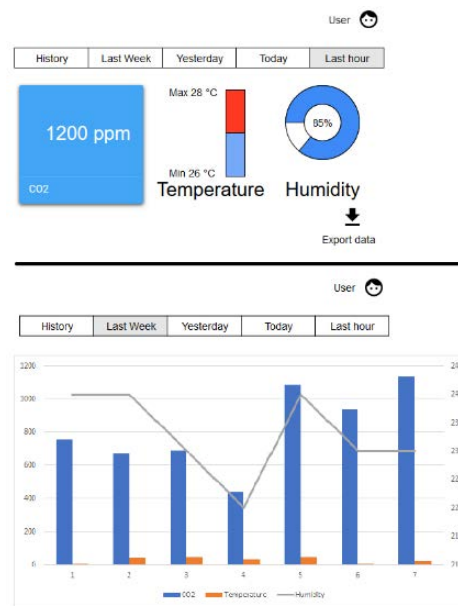 User
History Last Week Yesterday Today Last hour
Max 28 °C
1200 ppm
85%
Min 26 °C
CO2
Temperature Humidity
Export data
User
History Last Week Yesterday Today Last hour
1200
1000
800
600
400
200
0
1 2 3 4 5 6 7
CO2 Temperature Humidity